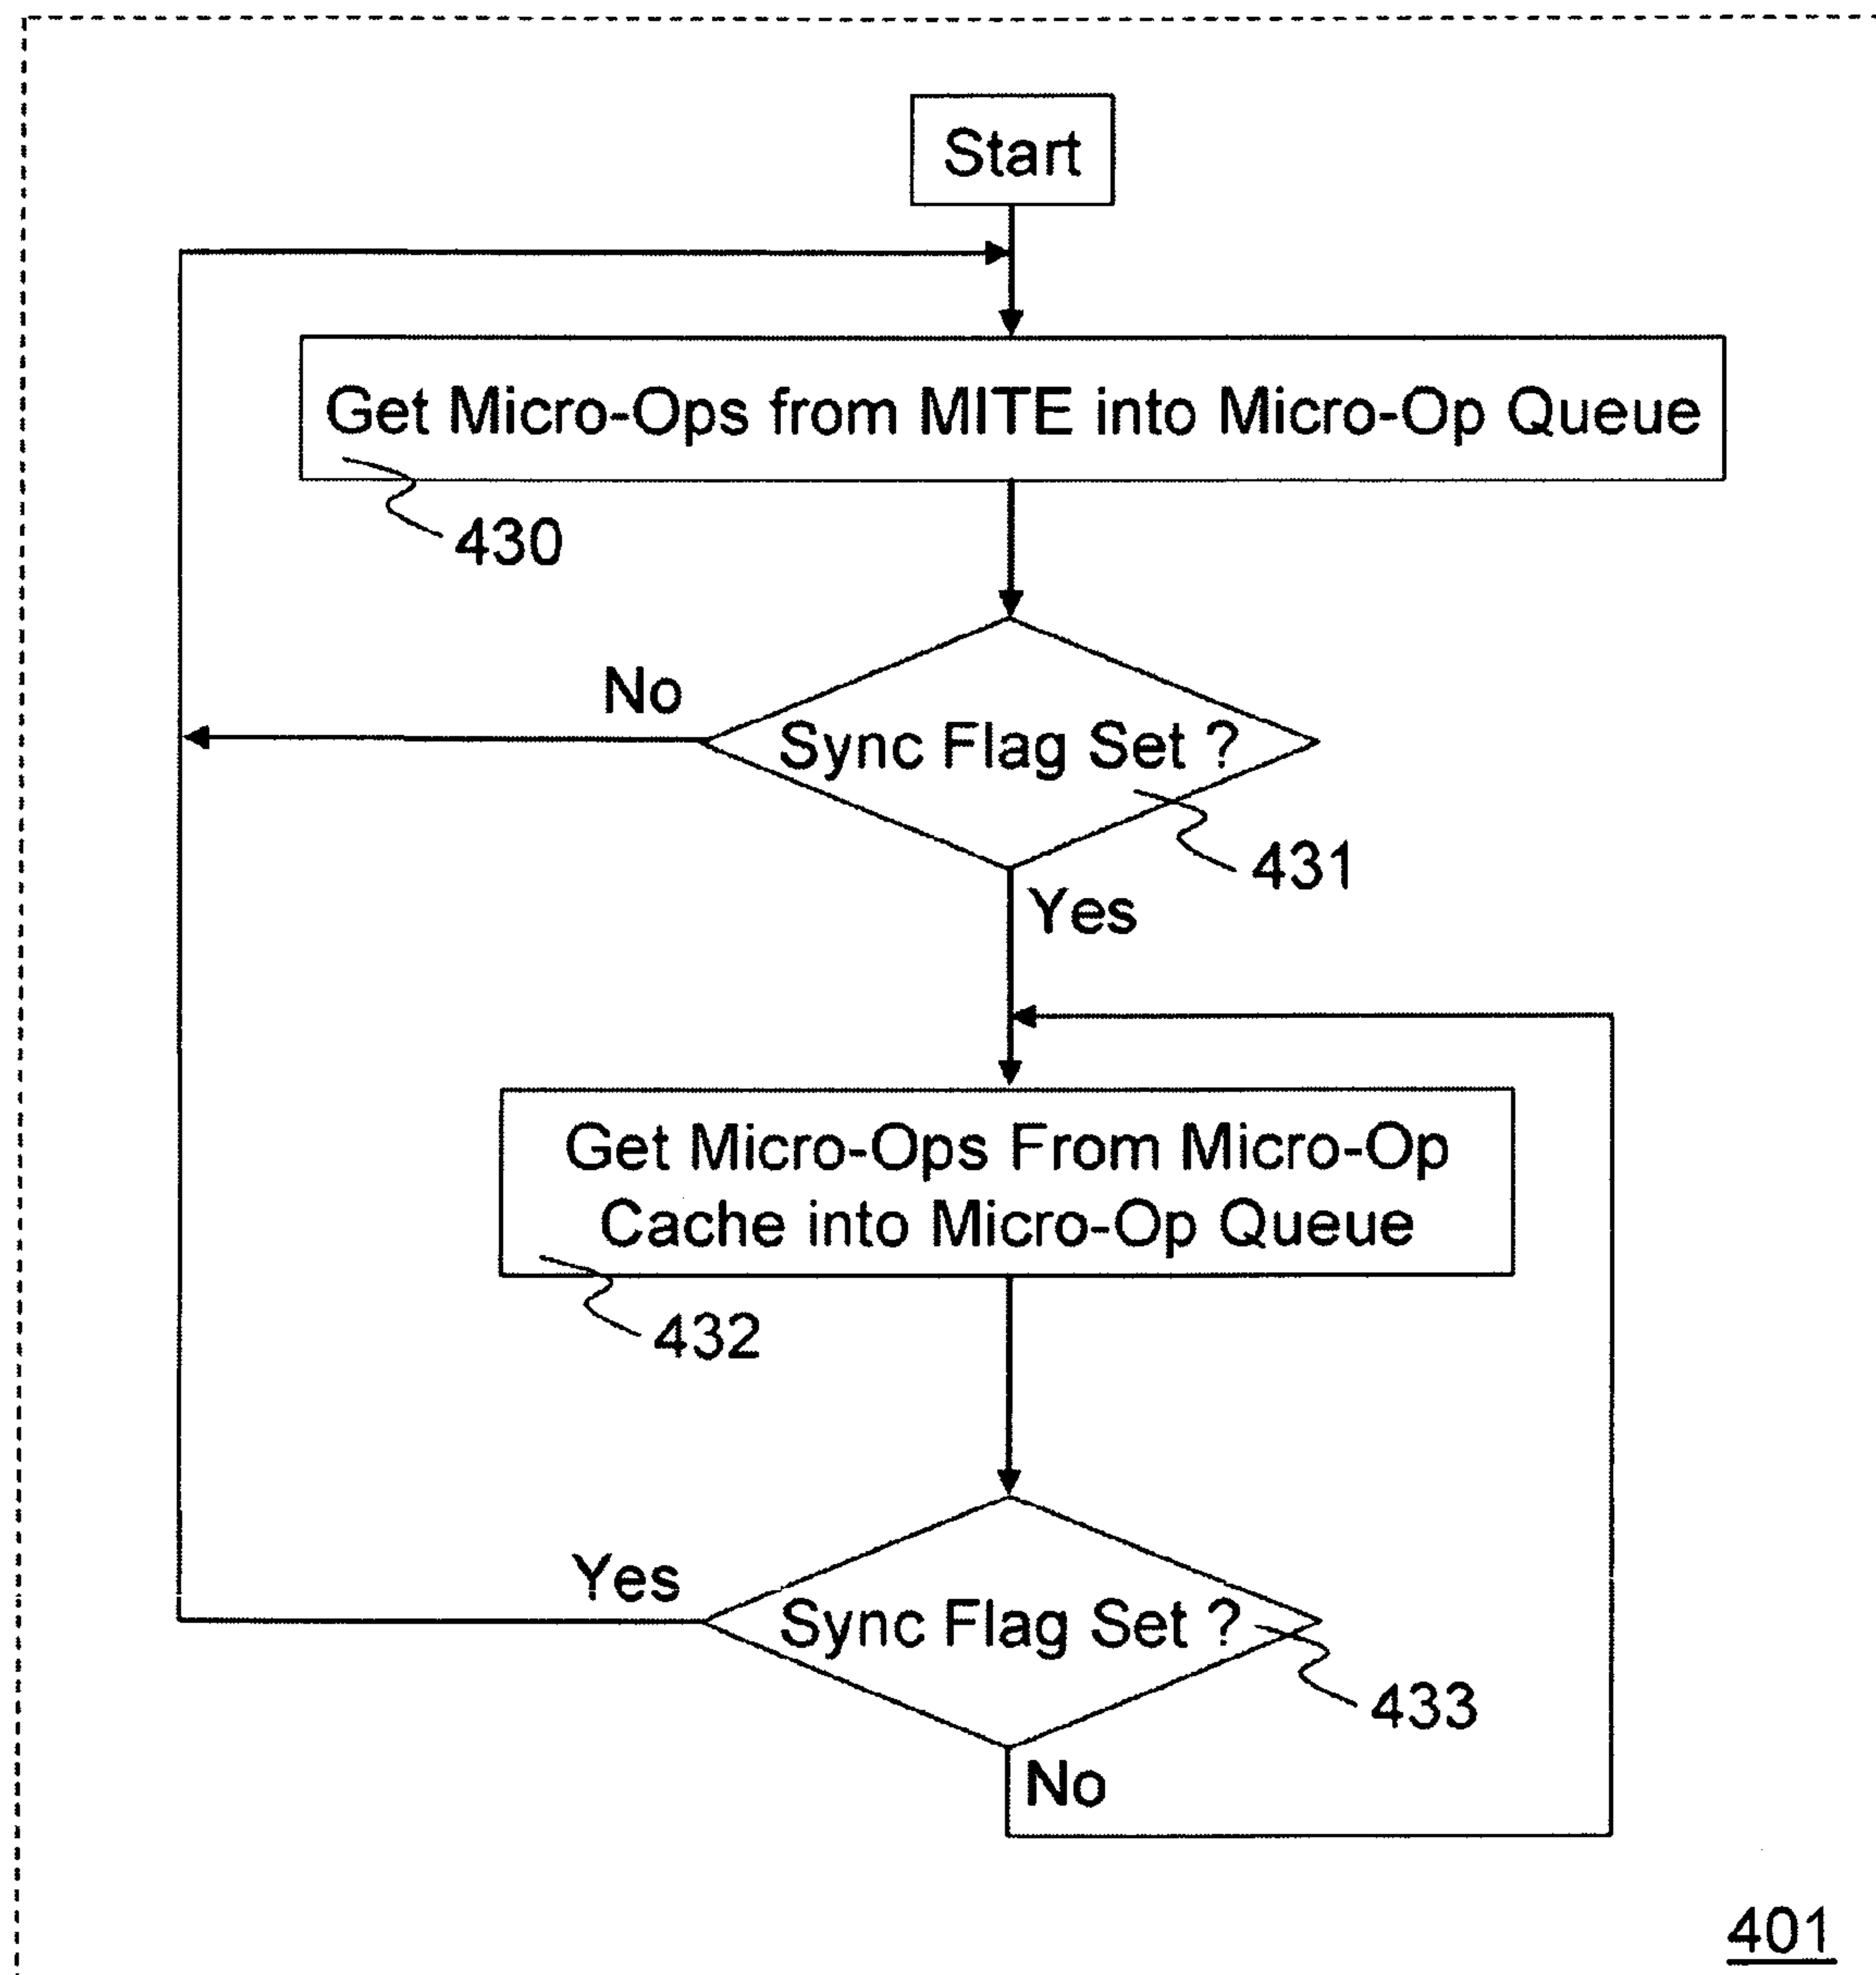 Start
Get Micro-Ops from MITE into Micro-Op Queue
430
No
Sync Flag Set ?
431
Yes
Get Micro-Ops From Micro-Op
Cache into Micro-Op Queue
432
Yes
Sync Flag Set ?
433
No
401